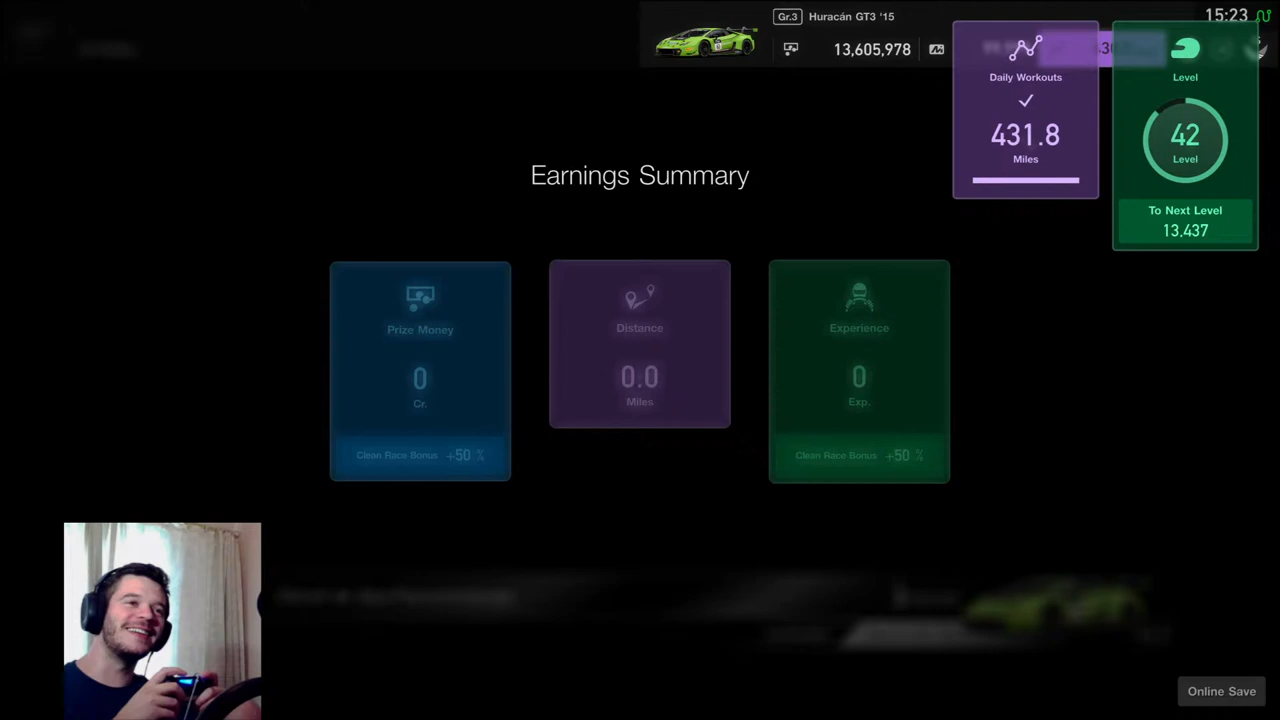 Gr.3 Huracán GT3 '15
13,605,978
15:23
Daily Workouts
431.8
Miles
Level
42
Level
To Next Level
13,437
Earnings Summary
Prize Money
0
Cr.
Clean Race Bonus +50 %
Distance
0.0
Miles
Experience
0
Exp.
Clean Race Bonus +50 %
Online Save